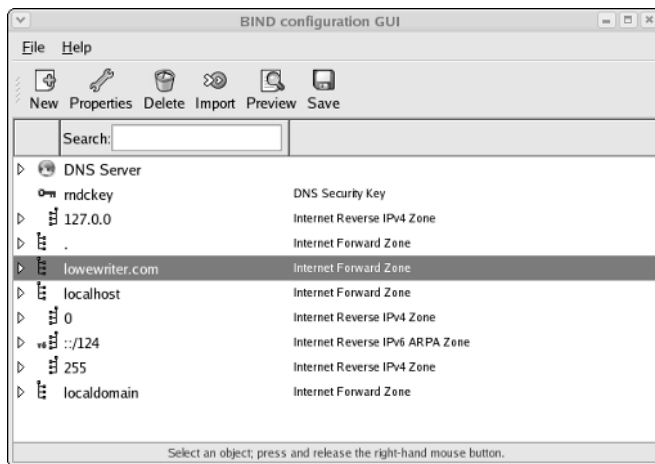 BIND configuration GUI
File Help
New Properties Delete Import Preview Save
Search:
DNS Server
rndckey DNS Security Key
127.0.0 Internet Reverse IPv4 Zone
. Internet Forward Zone
lowewriter.com Internet Forward Zone
localhost Internet Forward Zone
0 Internet Reverse IPv4 Zone
v6 ::/124 Internet Reverse IPv6 ARPA Zone
255 Internet Reverse IPv4 Zone
localdomain Internet Forward Zone
Select an object; press and release the right-hand mouse button.